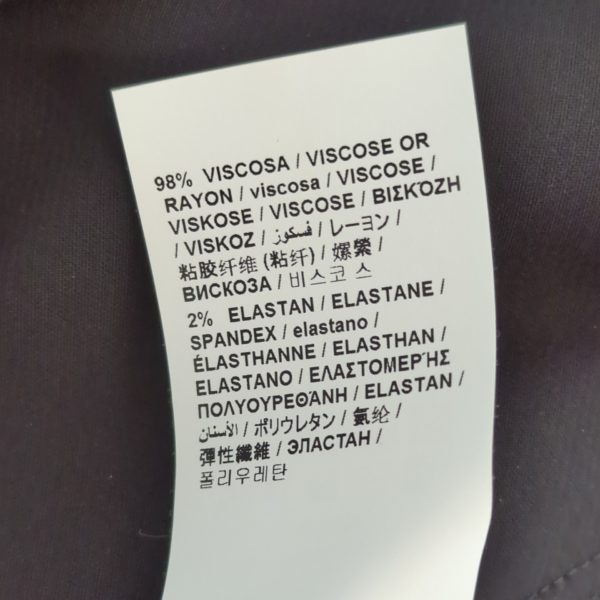 98% VISCOSA / VISCOSE OR
RAYON / viscosa / VISCOSE /
VISKOSE / VISCOSE / ΒΙΣΚΌΖΗ
/ VISKOZ / فسكوز / レーヨン /
粘胶纤维 (粘纤) / 嫘縈 /
ВИСКОЗА / 비스코 스
2% ELASTAN / ELASTANE /
SPANDEX / elastano /
ÉLASTHANNE / ELASTHAN /
ELASTANO / ΕΛΑΣΤΟΜΕΡΉΣ
ΠΟΛΥΟΥΡΕΘΆΝΗ / ELASTAN /
الأسنان / ポリウレタン / 氨纶 /
彈性纖維 / ЭЛАСТАН /
폴리우레탄